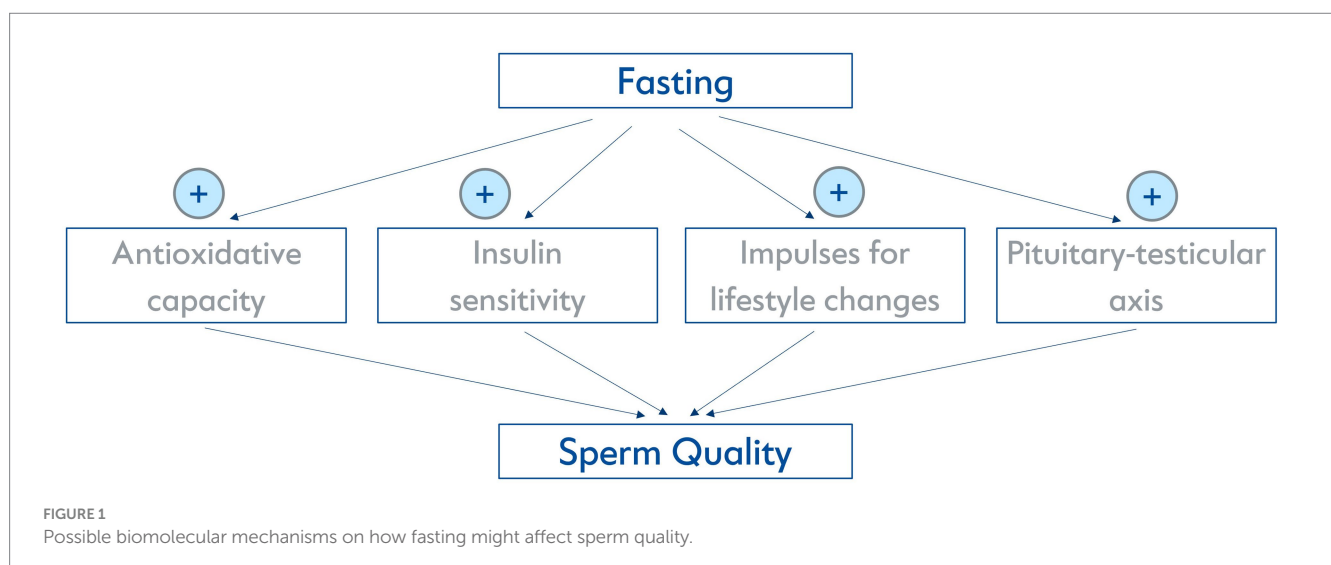 Fasting
+
+
+
+
Antioxidative
capacity
Insulin
sensitivity
Impulses for
lifestyle changes
Pituitary-testicular
axis
Sperm Quality
FIGURE 1
Possible biomolecular mechanisms on how fasting might affect sperm quality.